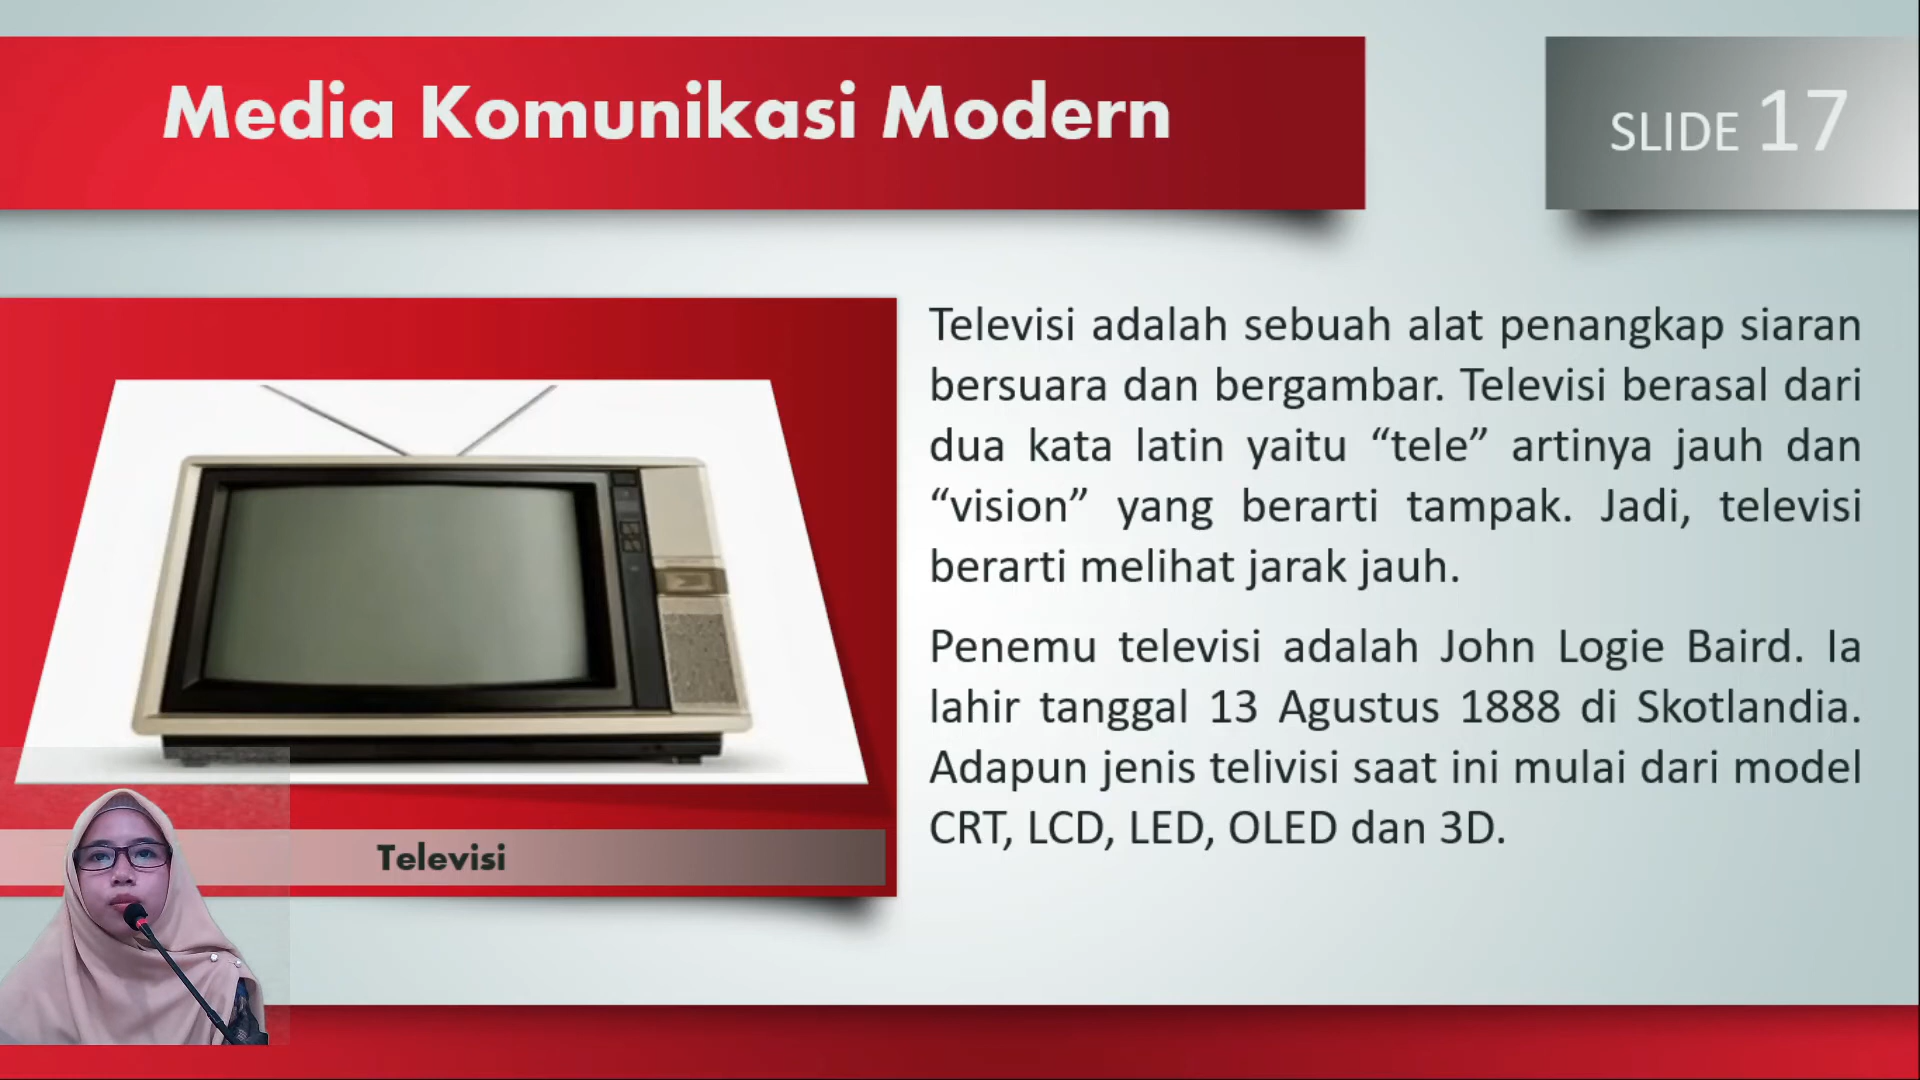 Media Komunikasi Modern
SLIDE 17
Televisi adalah sebuah alat penangkap siaran
bersuara dan bergambar. Televisi berasal dari
dua kata latin yaitu “tele” artinya jauh dan
“vision” yang berarti tampak. Jadi, televisi
berarti melihat jarak jauh.
Penemu televisi adalah John Logie Baird. Ia
lahir tanggal 13 Agustus 1888 di Skotlandia.
Adapun jenis telivisi saat ini mulai dari model
CRT, LCD, LED, OLED dan 3D.
Televisi